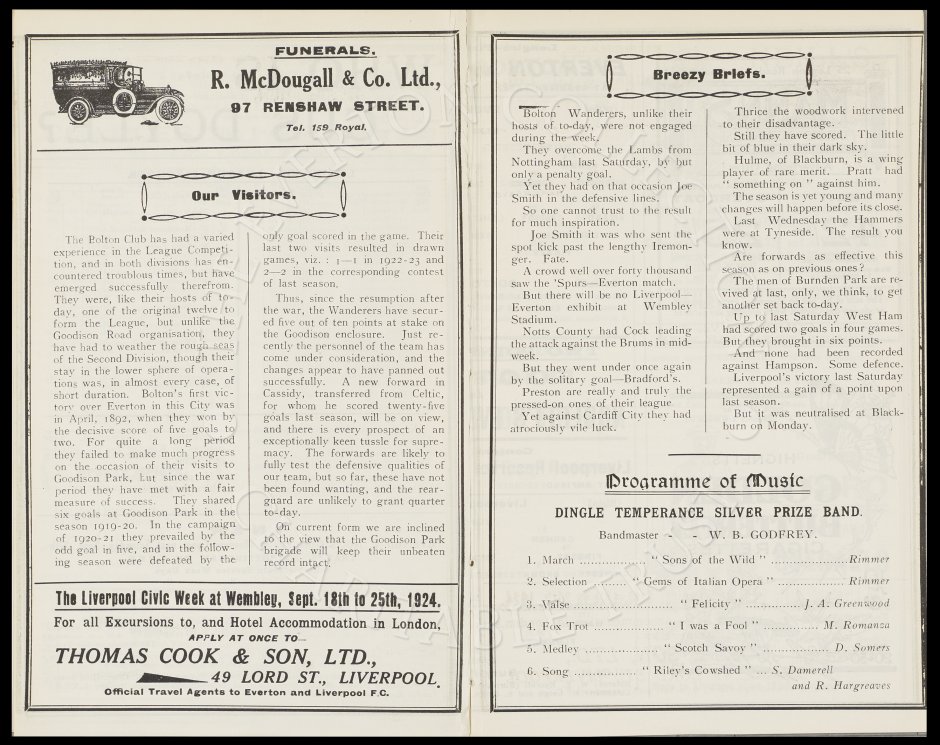 FUNERALS.
R. McDougall & Co. Ltd.,
97 RENSHAW STREET.
Tel. 159 Royal.
Our Visitors.
The Bolton Club has had a varied
experience in the League Competi-
tion, and in both divisions has en-
countered troublous times, but have
emerged successfully therefrom.
They were, like their hosts of to-
day, one of the original twelve to
form the League, but unlike the
Goodison Road organisation, they
have had to weather the rough seas
of the Second Division, though their
stay in the lower sphere of opera-
tions was, in almost every case, of
short duration. Bolton's first vic-
tory over Everton in this City was
in April, 1892, when they won by
the decisive score of five goals to
two. For quite a long period
they failed to make much progress
on the occasion of their visits to
Goodison Park, but since the war
period they have met with a fair
measure of success. They shared
six goals at Goodison Park in the
season 1919-20. In the campaign
of 1920-21 they prevailed by the
odd goal in five, and in the follow-
ing season were defeated by the
only goal scored in the game. Their
last two visits resulted in drawn
games, viz. : 1—1 in 1922-23 and
2—2 in the corresponding contest
of last season.
Thus, since the resumption after
the war, the Wanderers have secur-
ed five out of ten points at stake on
the Goodison enclosure. Just re-
cently the personnel of the team has
come under consideration, and the
changes appear to have panned out
successfully. A new forward in
Cassidy, transferred from Celtic,
for whom he scored twenty-five
goals last season, will be on view,
and there is every prospect of an
exceptionally keen tussle for supre-
macy. The forwards are likely to
fully test the defensive qualities of
our team, but so far, these have not
been found wanting, and the rear-
guard are unlikely to grant quarter
to-day.
On current form we are inclined
to the view that the Goodison Park
brigade will keep their unbeaten
record intact.
The Liverpool Civic Week at Wembley, Sept. 18th to 25th, 1924.
For all Excursions to, and Hotel Accommodation in London,
APPLY AT ONCE TO—
THOMAS COOK & SON, LTD.,
49 LORD ST., LIVERPOOL.
Official Travel Agents to Everton and Liverpool F.C.
Breezy Briefs.
Bolton Wanderers, unlike their
hosts of to-day, were not engaged
during the week.
They overcome the Lambs from
Nottingham last Saturday, by but
only a penalty goal.
Yet they had on that occasion Joe
Smith in the defensive lines.
So one cannot trust to the result
for much inspiration.
Joe Smith it was who sent the
spot kick past the lengthy Iremon-
ger. Fate.
A crowd well over forty thousand
saw the 'Spurs—Everton match.
But there will be no Liverpool—
Everton exhibit at Wembley
Stadium.
Notts County had Cock leading
the attack against the Brums in mid-
week.
But they went under once again
by the solitary goal—Bradford's.
Preston are really and truly the
pressed-on ones of their league
Yet against Cardiff City they had
atrociously vile luck.
Thrice the woodwork intervened
to their disadvantage.
Still they have scored. The little
bit of blue in their dark sky.
Hulme, of Blackburn, is a wing
player of rare merit. Pratt had
" something on " against him.
The season is yet young and many
changes will happen before its close.
Last Wednesday the Hammers
were at Tyneside. The result you
know.
Are forwards as effective this
season as on previous ones?
The men of Burnden Park are re-
vived at last, only, we think, to get
another set back to-day.
Up to last Saturday West Ham
had scored two goals in four games.
But they brought in six points.
And none had been recorded
against Hampson. Some defence.
Liverpool's victory last Saturday
represented a gain of a point upon
last season.
But it was neutralised at Black-
burn on Monday.
Programme of Music
DINGLE TEMPERANCE SILVER PRIZE BAND.
Bandmaster - - W. B. GODFREY.
1. March ................ " Sons of the Wild " ..................Rimmer
2. Selection ......... " Gems of Italian Opera " ................Rimmer
3. Valse ........................ " Felicity " .............J. A. Greenwood
4. Fox Trot .................. " I was a Fool " ........... M. Romanza
5. Medley .................. " Scotch Savoy " ............. D. Somers
6. Song .................. " Riley's Cowshed " ... S. Damerell
and R. Hargreaves